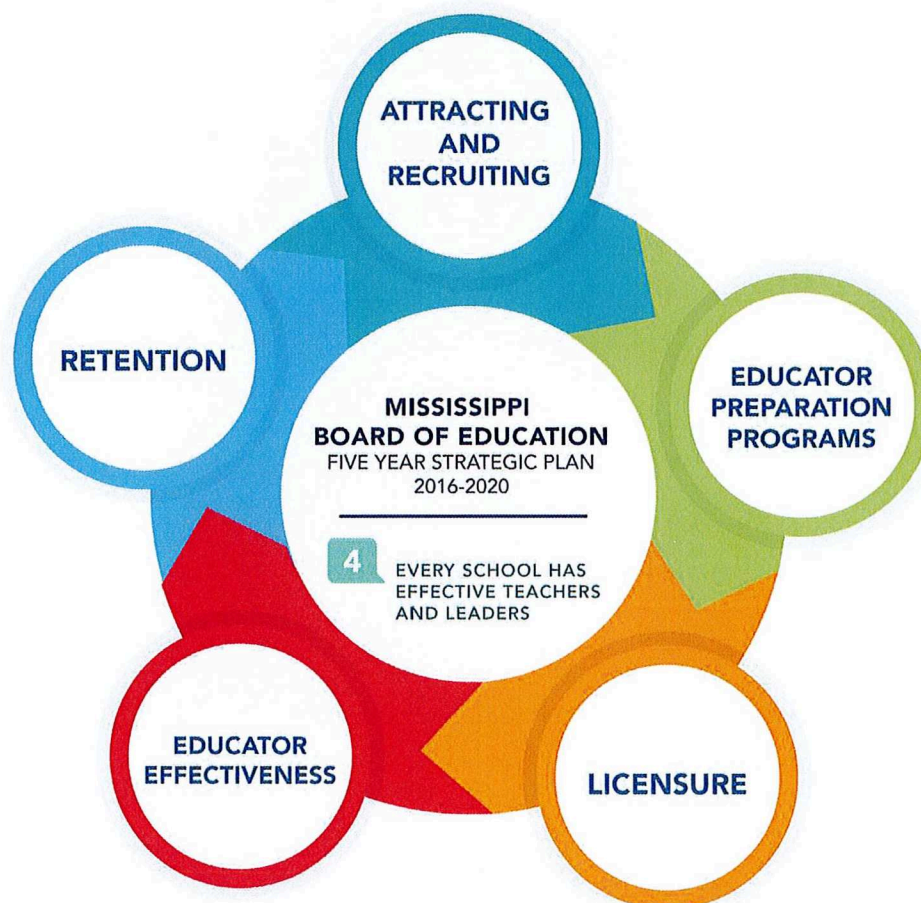 ATTRACTING
AND
RECRUITING
EDUCATOR
PREPARATION
PROGRAMS
LICENSURE
EDUCATOR
EFFECTIVENESS
RETENTION
MISSISSIPPI
BOARD OF EDUCATION
FIVE YEAR STRATEGIC PLAN
2016-2020
4
EVERY SCHOOL HAS
EFFECTIVE TEACHERS
AND LEADERS